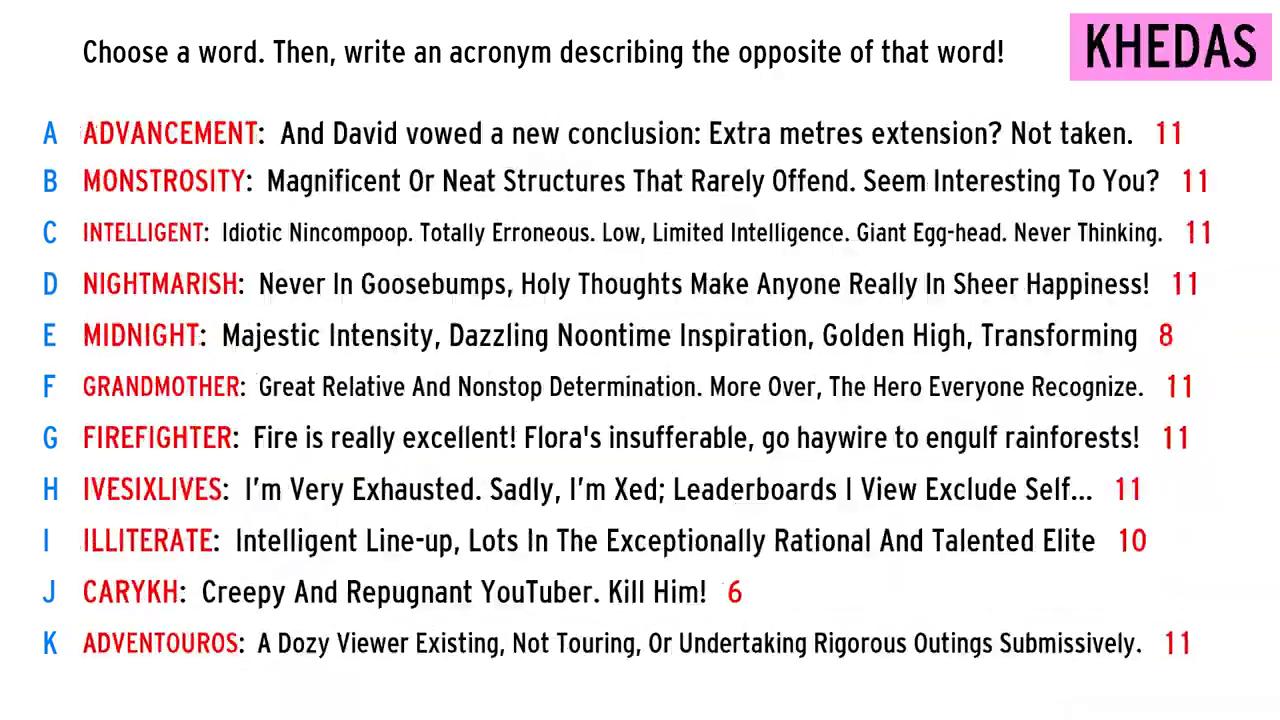 Choose a word. Then, write an acronym describing the opposite of that word!
KHEDAS
A ADVANCEMENT: And David vowed a new conclusion: Extra metres extension? Not taken. 11
B MONSTROSITY: Magnificent Or Neat Structures That Rarely Offend. Seem Interesting To You? 11
C INTELLIGENT: Idiotic Nincompoop. Totally Erroneous. Low, Limited Intelligence. Giant Egg-head. Never Thinking. 11
D NIGHTMARISH: Never In Goosebumps, Holy Thoughts Make Anyone Really In Sheer Happiness! 11
E MIDNIGHT: Majestic Intensity, Dazzling Noontime Inspiration, Golden High, Transforming 8
F GRANDMOTHER: Great Relative And Nonstop Determination. More Over, The Hero Everyone Recognize. 11
G FIREFIGHTER: Fire is really excellent! Flora's insufferable, go haywire to engulf rainforests! 11
H IVESIXLIVES: I'm Very Exhausted. Sadly, I'm Xed; Leaderboards I View Exclude Self... 11
I ILLITERATE: Intelligent Line-up, Lots In The Exceptionally Rational And Talented Elite 10
J CARYKH: Creepy And Repugnant YouTuber. Kill Him! 6
K ADVENTOUROS: A Dozy Viewer Existing, Not Touring, Or Undertaking Rigorous Outings Submissively. 11